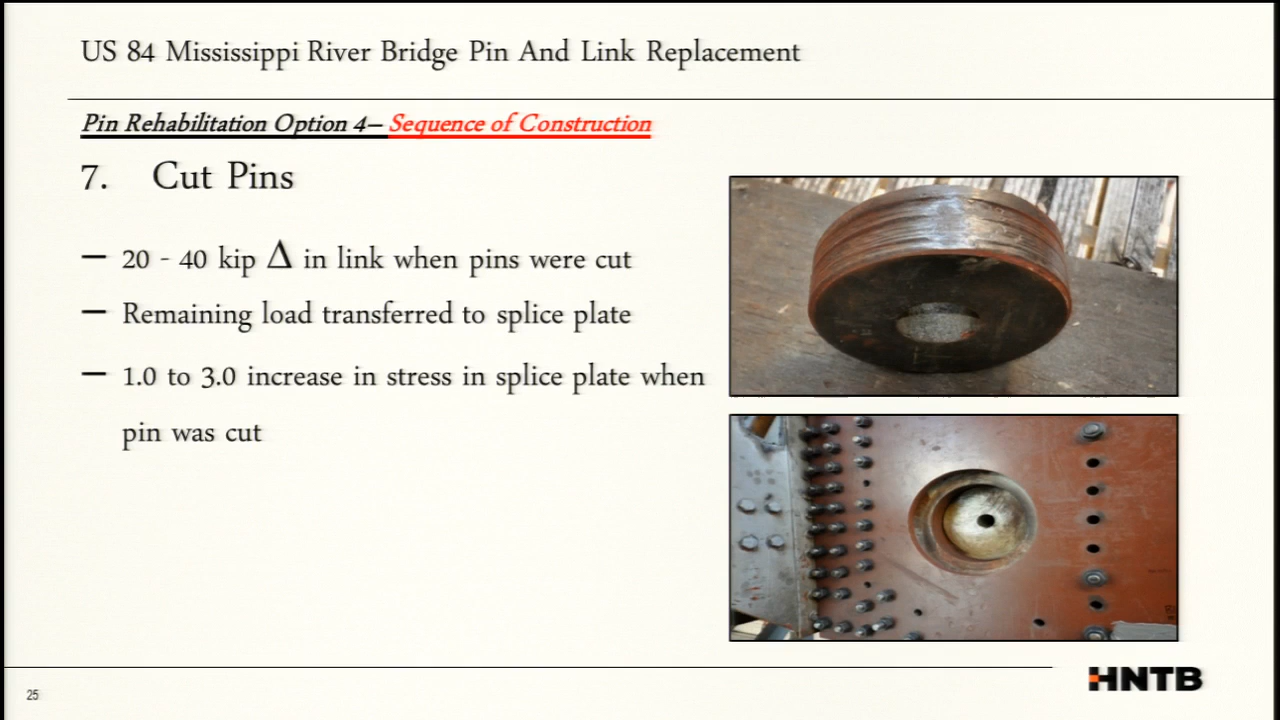 US 84 Mississippi River Bridge Pin And Link Replacement
Pin Rehabilitation Option 4– Sequence of Construction
7. Cut Pins
– 20 - 40 kip Δ in link when pins were cut
– Remaining load transferred to splice plate
– 1.0 to 3.0 increase in stress in splice plate when
pin was cut
25
HNTB